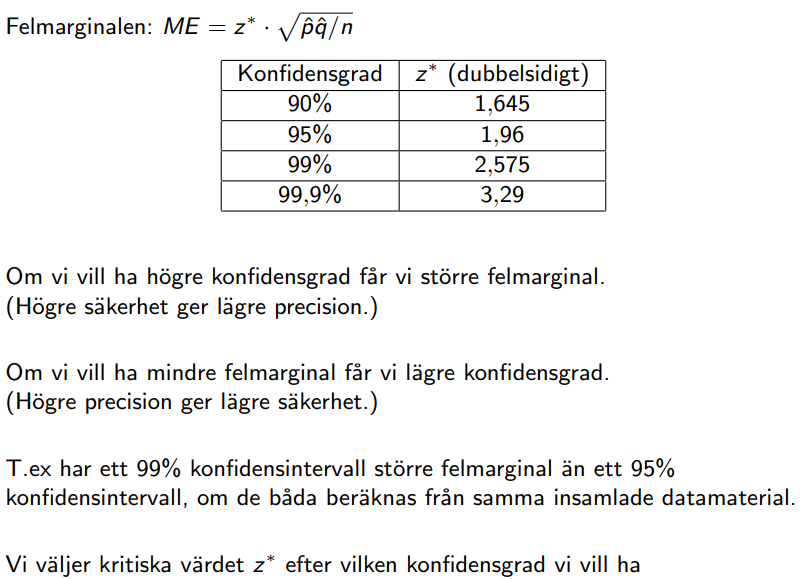 Felmarginalen: ME = z* · √p̂q̂/n
Konfidensgrad z* (dubbelsidigt)
90% 1,645
95% 1,96
99% 2,575
99,9% 3,29
Om vi vill ha högre konfidensgrad får vi större felmarginal.
(Högre säkerhet ger lägre precision.)
Om vi vill ha mindre felmarginal får vi lägre konfidensgrad.
(Högre precision ger lägre säkerhet.)
T.ex har ett 99% konfidensintervall större felmarginal än ett 95%
konfidensintervall, om de båda beräknas från samma insamlade datamaterial.
Vi väljer kritiska värdet z* efter vilken konfidensgrad vi vill ha